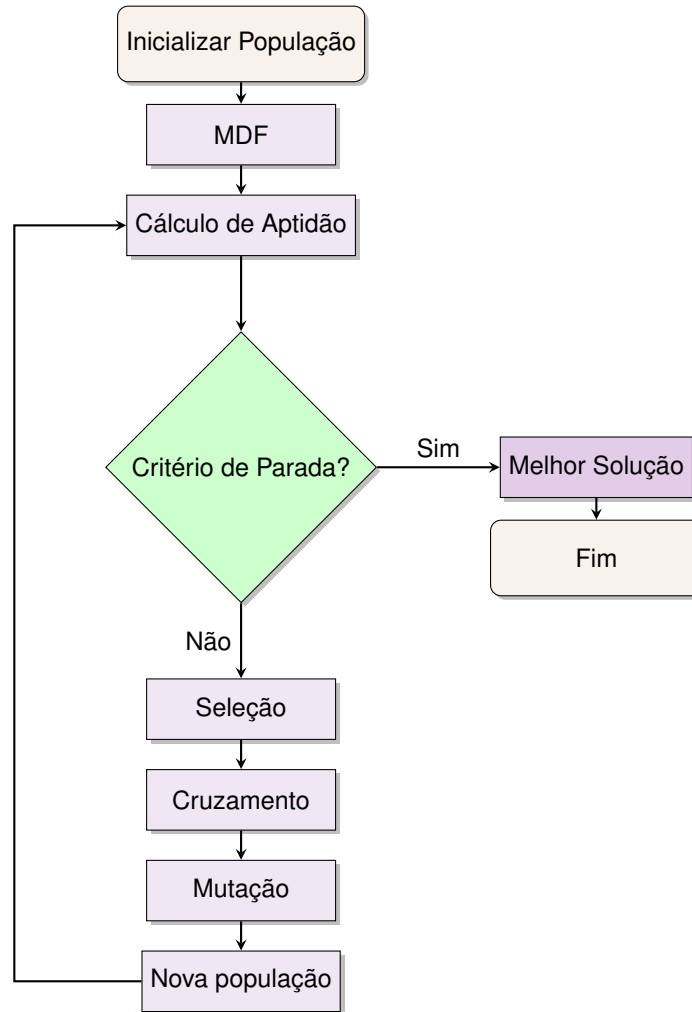 Inicializar População
MDF
Cálculo de Aptidão
Critério de Parada?
Sim
Melhor Solução
Fim
Não
Seleção
Cruzamento
Mutação
Nova população